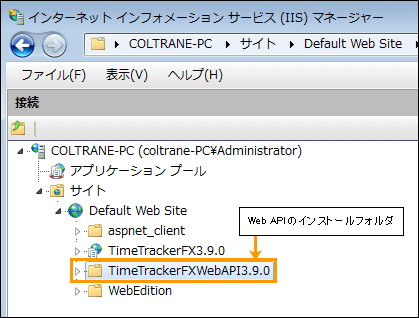 インターネット インフォメーション サービス (IIS) マネージャー
COLTRANE-PC サイト Default Web Site
ファイル(F) 表示(V) ヘルプ(H)
接続
COLTRANE-PC (coltrane-PC¥Administrator)
アプリケーション プール
サイト
Default Web Site
Web APIのインストールフォルダ
aspnet_client
TimeTrackerFX3.9.0
TimeTrackerFXWebAPI3.9.0
WebEdition